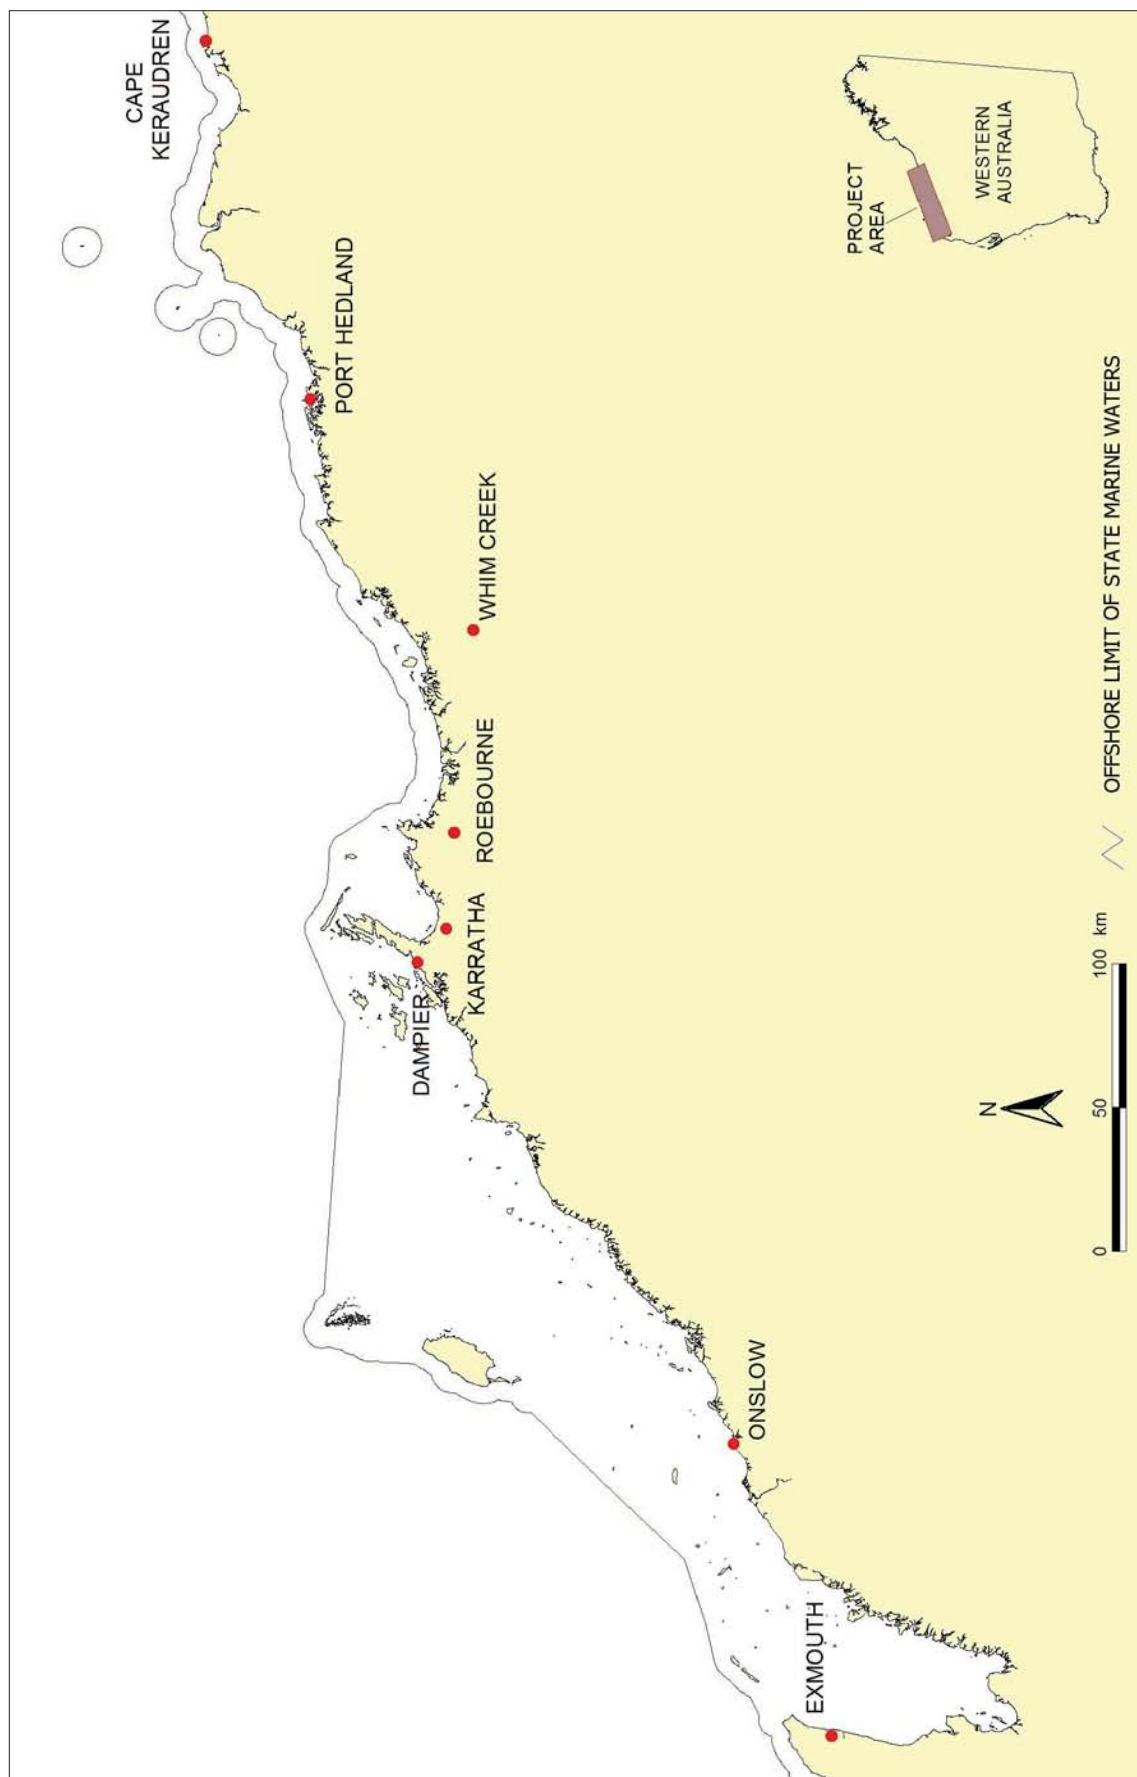 CAPE
KERAUDREN
PORT HEDLAND
WHIM CREEK
ROEBOURNE
KARRATHA
DAMPIER
ONSLOW
EXMOUTH
PROJECT
AREA
WESTERN
AUSTRALIA
N
0 50 100 km
OFFSHORE LIMIT OF STATE MARINE WATERS